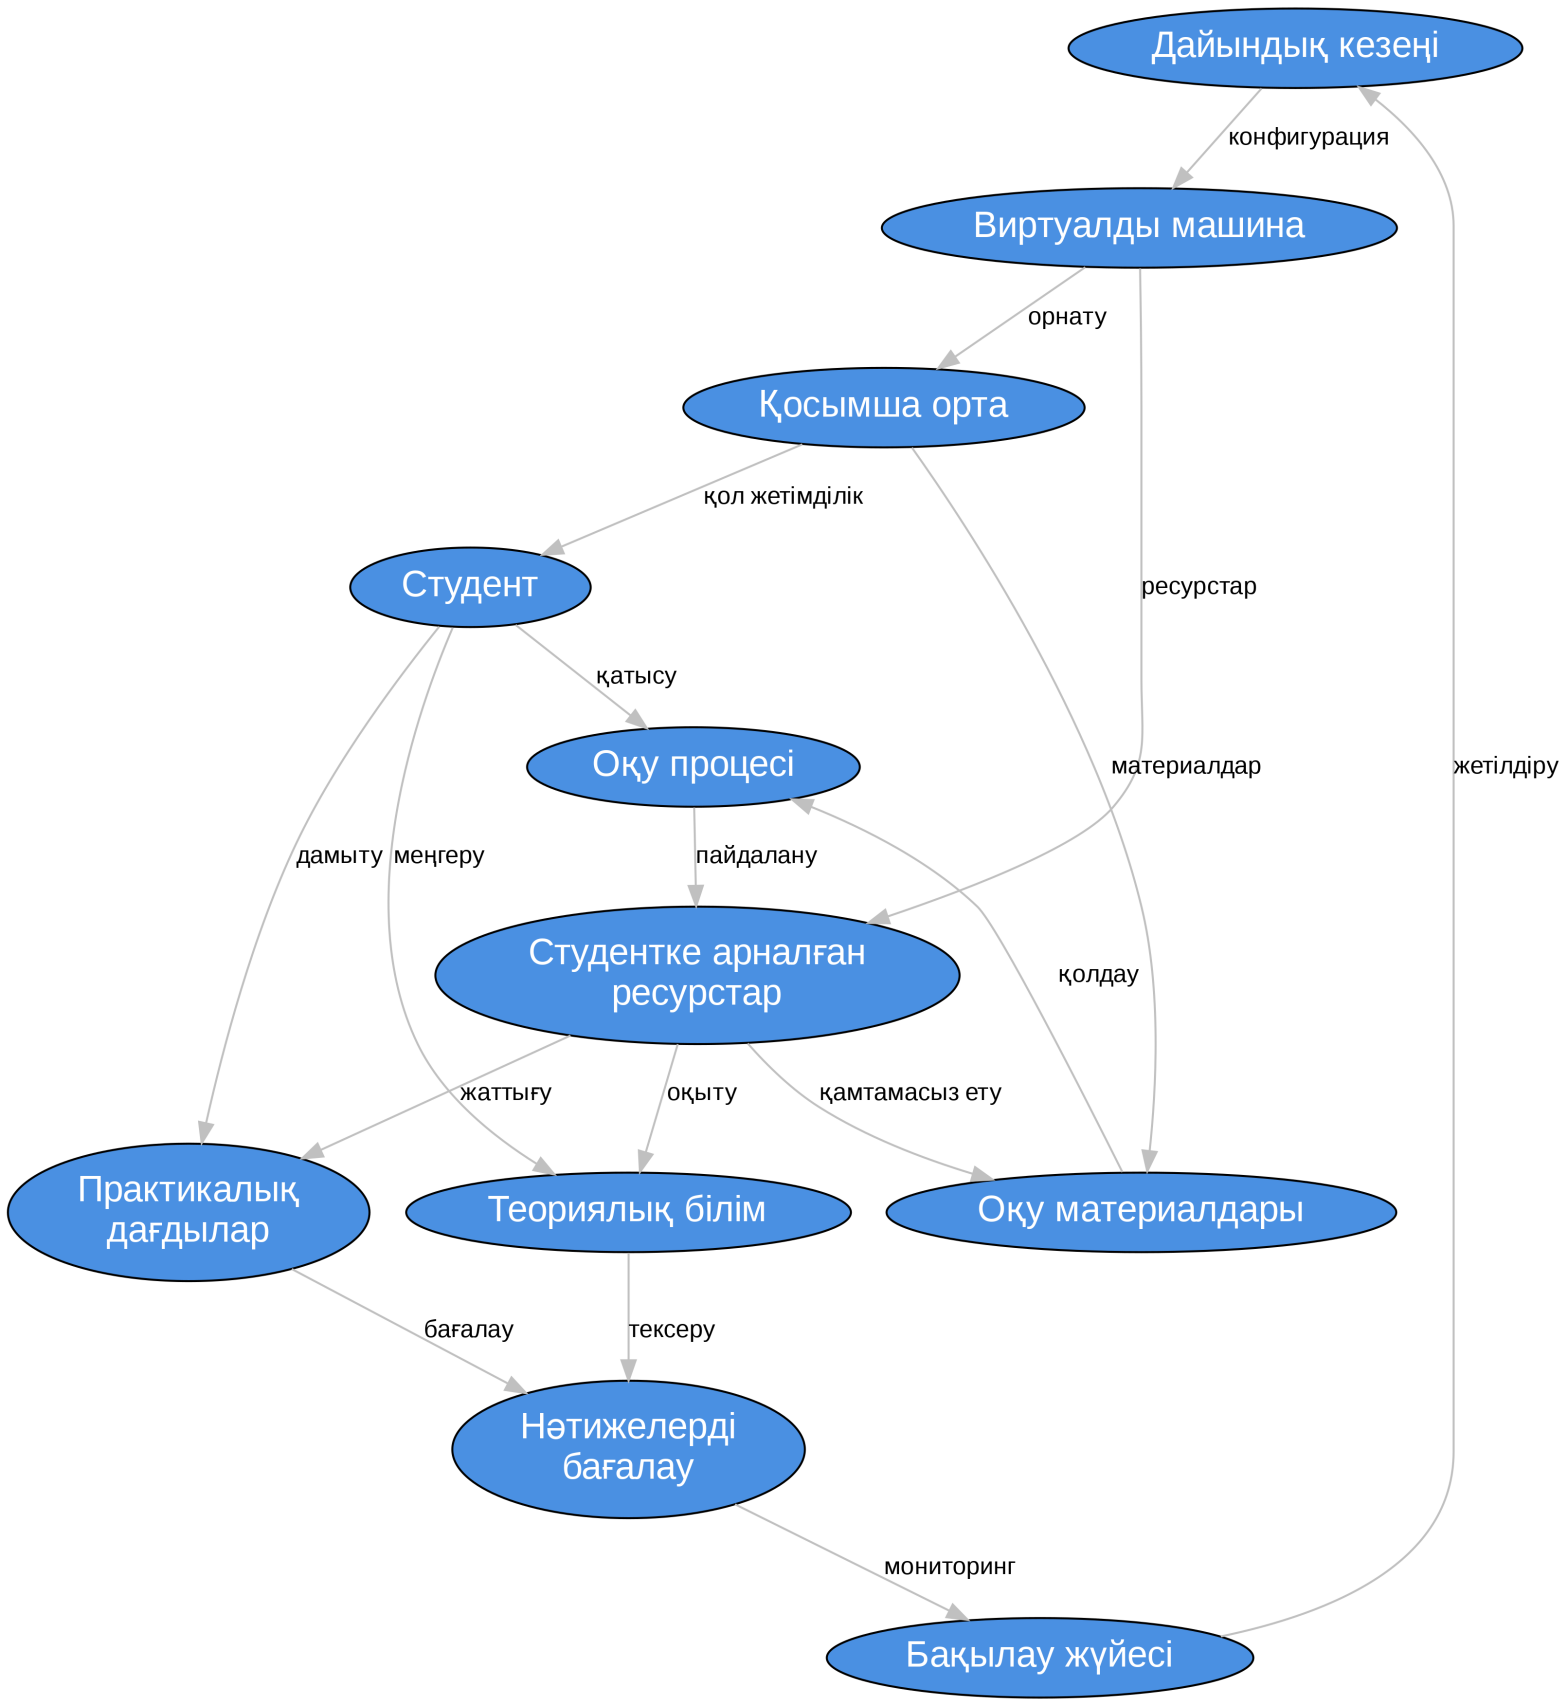 Дайындық кезеңі
конфигурация
Виртуалды машина
орнату
Қосымша орта
қол жетімділік
Студент
ресурстар
қатысу
Оқу процесі
материалдар
жетілдіру
дамыту
меңгеру
пайдалану
Студентке арналған
ресурстар
қолдау
жаттығу
оқыту
қамтамасыз ету
Практикалық
дағдылар
Теориялық білім
Оқу материалдары
бағалау
тексеру
Нәтижелерді
бағалау
мониторинг
Бақылау жүйесі